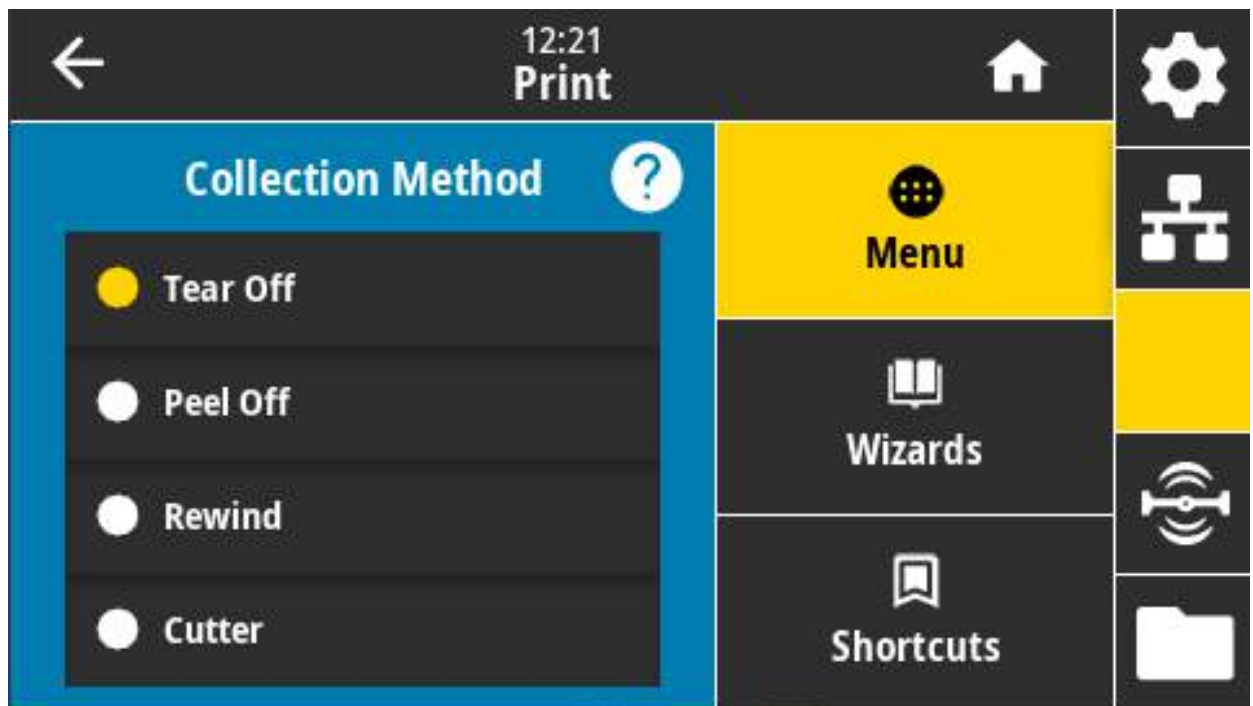 12:21
Print
Collection Method
?
Tear Off
Peel Off
Rewind
Cutter
Menu
Wizards
Shortcuts